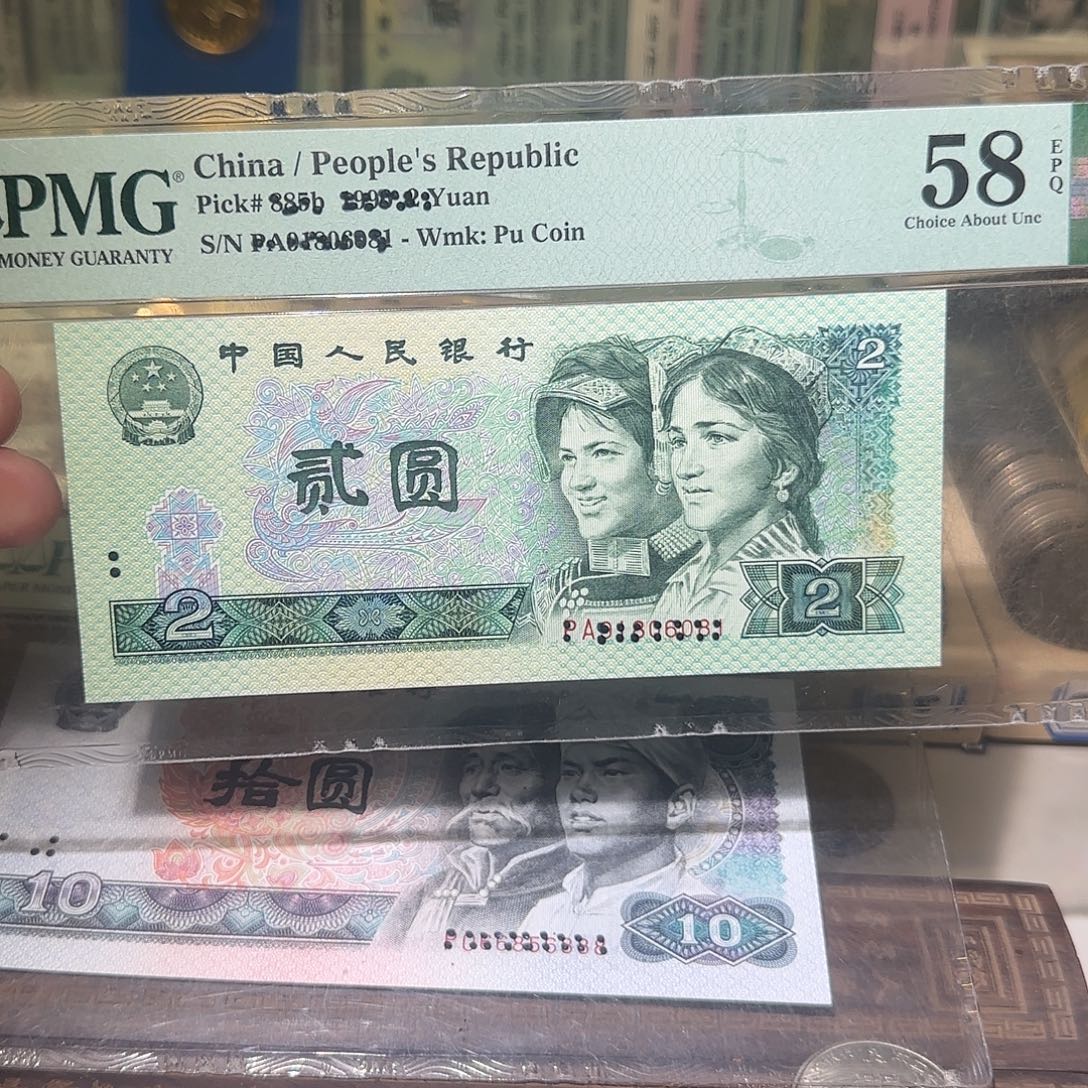 PMG®
MONEY GUARANTY
China / People's Republic
Pick# 2 Yuan
S/N - Wmk: Pu Coin
58
EPQ
Choice About Unc
中国人民银行
2
贰圆
2
2
拾圆
10
10